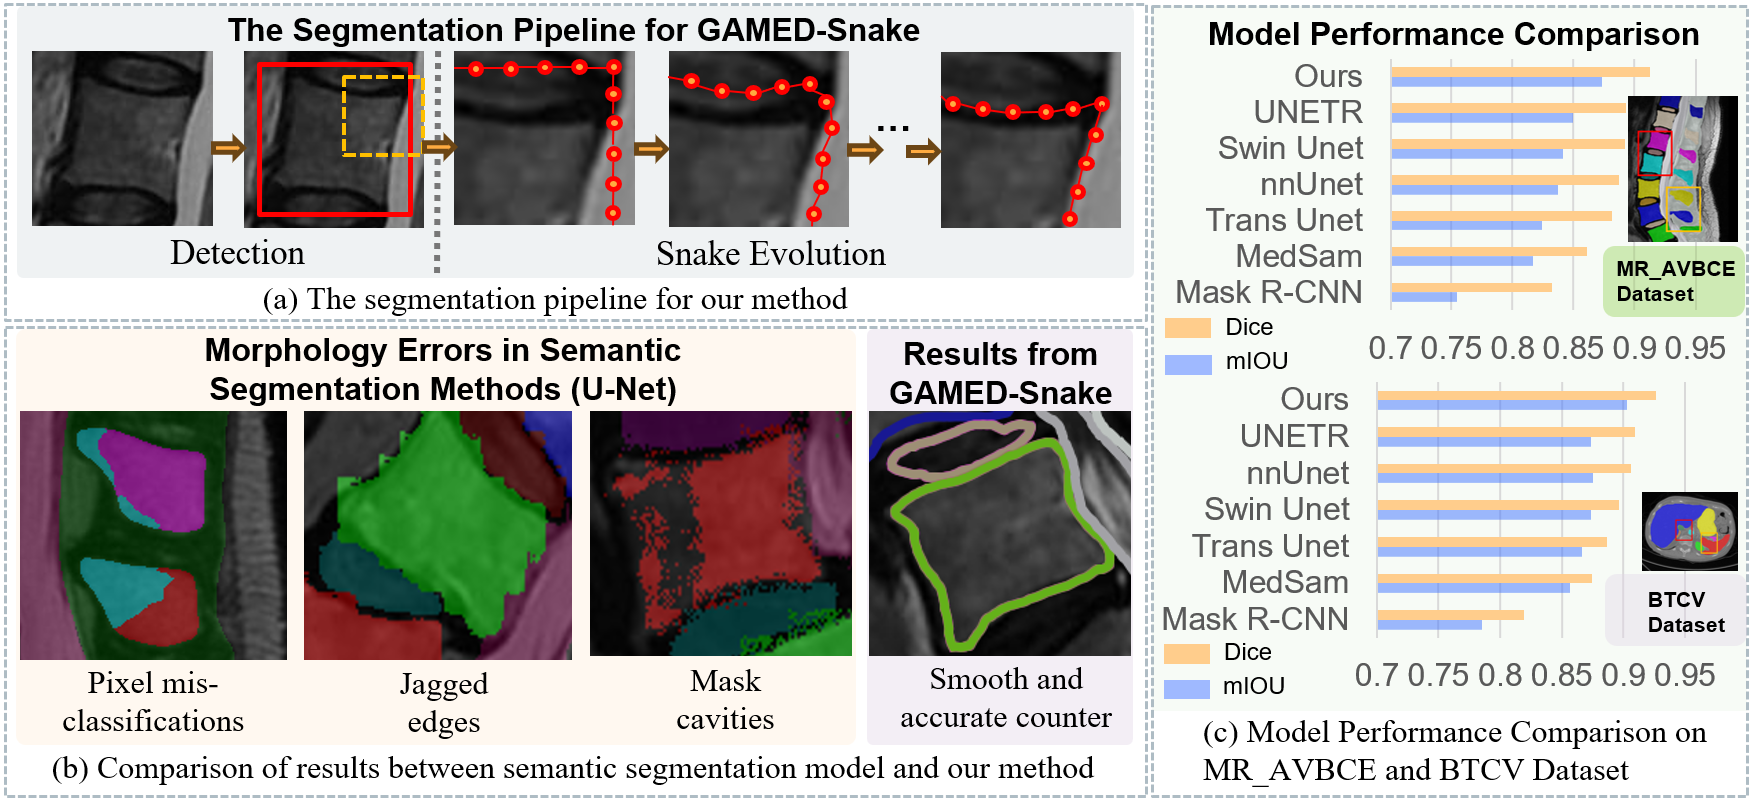 The Segmentation Pipeline for GAMED-Snake
...
Detection
Snake Evolution
(a) The segmentation pipeline for our method
Morphology Errors in Semantic
Segmentation Methods (U-Net)
Results from
GAMED-Snake
Pixel mis-
classifications
Jagged
edges
Mask
cavities
Smooth and
accurate counter
(b) Comparison of results between semantic segmentation model and our method
Model Performance Comparison
Ours
UNETR
Swin Unet
nnUnet
Trans Unet
MedSam
Mask R-CNN
MR_AVBCE
Dataset
Dice
mIOU
0.7 0.75 0.8 0.85 0.9 0.95
Ours
UNETR
nnUnet
Swin Unet
Trans Unet
MedSam
Mask R-CNN
BTCV
Dataset
Dice
mIOU
0.7 0.75 0.8 0.85 0.9 0.95
(c) Model Performance Comparison on
MR_AVBCE and BTCV Dataset